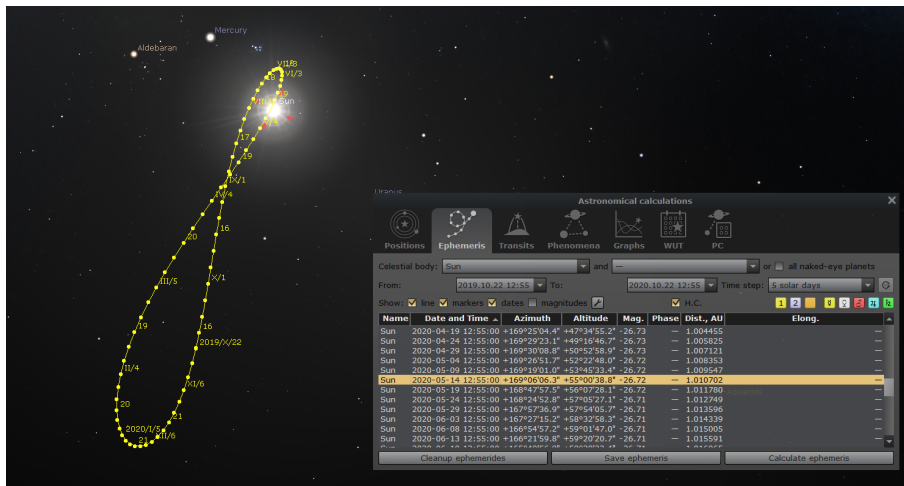 Mercury
Aldebaran
VI/3
18
19
Sun
17
19
IX/1
IV/4
16
20
III/5
X/1
19
16
2019/X/22
II/4
XI/6
20
21
2020/I/5
XII/6
21
Uranus
Astronomical calculations
Positions Ephemeris Transits Phenomena Graphs WUT PC
Celestial body: Sun and --- or all naked-eye planets
From: 2019.10.22 12:55 To: 2020.10.22 12:55 Time step: 5 solar days
Show: line markers dates magnitudes H.C. 1 2
Name Date and Time Azimuth Altitude Mag. Phase Dist., AU Elong.
Sun 2020-04-19 12:55:00 +169°25'04.4" +47°34'55.2" -26.73 — 1.004455 —
Sun 2020-04-24 12:55:00 +169°29'23.1" +49°16'46.7" -26.73 — 1.005825 —
Sun 2020-04-29 12:55:00 +169°30'08.8" +50°52'58.9" -26.73 — 1.007121 —
Sun 2020-05-04 12:55:00 +169°26'51.7" +52°22'48.0" -26.72 — 1.008353 —
Sun 2020-05-09 12:55:00 +169°19'01.0" +53°45'33.4" -26.72 — 1.009547 —
Sun 2020-05-14 12:55:00 +169°06'06.3" +55°00'38.8" -26.72 — 1.010702 —
Sun 2020-05-19 12:55:00 +168°47'57.5" +56°07'28.1" -26.72 — 1.011780 —
Sun 2020-05-24 12:55:00 +168°24'52.8" +57°05'27.1" -26.71 — 1.012749 —
Sun 2020-05-29 12:55:00 +167°57'36.9" +57°54'05.7" -26.71 — 1.013596 —
Sun 2020-06-03 12:55:00 +167°27'15.2" +58°32'58.3" -26.71 — 1.014339 —
Sun 2020-06-08 12:55:00 +166°54'57.2" +59°01'47.0" -26.71 — 1.015005 —
Sun 2020-06-13 12:55:00 +166°21'59.8" +59°20'20.7" -26.71 — 1.015591 —
Cleanup ephemerides Save ephemeris Calculate ephemeris